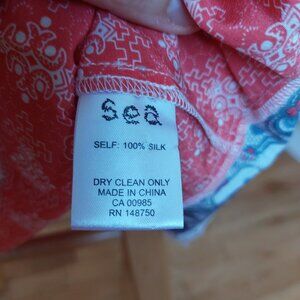 sea
SELF: 100% SILK
DRY CLEAN ONLY
MADE IN CHINA
CA 00985
RN 148750